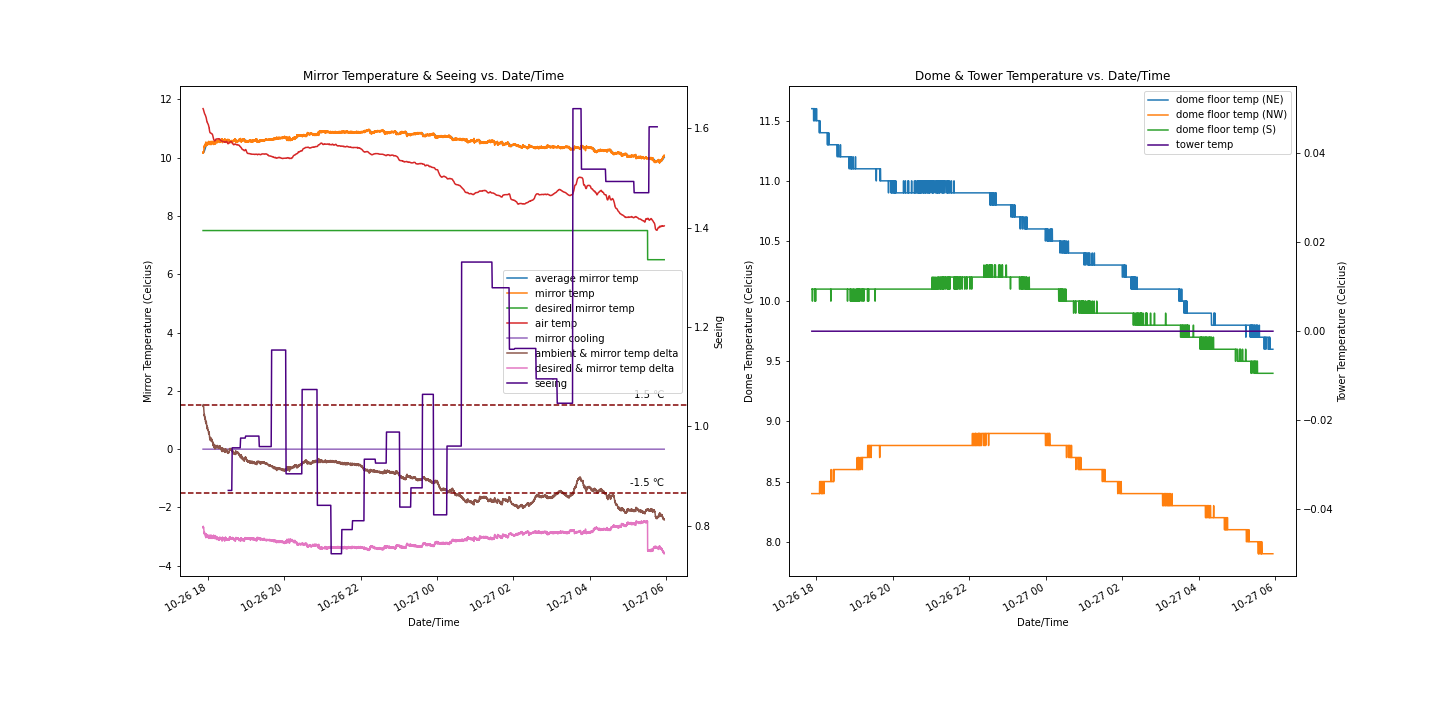 Mirror Temperature & Seeing vs. Date/Time
Mirror Temperature (Celcius)
12
10
8
6
4
2
0
−2
−4
1.6
1.4
1.2
1.0
0.8
Seeing
average mirror temp
mirror temp
desired mirror temp
air temp
mirror cooling
ambient & mirror temp delta
desired & mirror temp delta
seeing
1.5 °C
-1.5 °C
10-26 18
10-26 20
10-26 22
10-27 00
10-27 02
10-27 04
10-27 06
Date/Time
Dome & Tower Temperature vs. Date/Time
Dome Temperature (Celcius)
11.5
11.0
10.5
10.0
9.5
9.0
8.5
8.0
dome floor temp (NE)
dome floor temp (NW)
dome floor temp (S)
tower temp
0.04
0.02
0.00
−0.02
−0.04
Tower Temperature (Celcius)
10-26 18
10-26 20
10-26 22
10-27 00
10-27 02
10-27 04
10-27 06
Date/Time